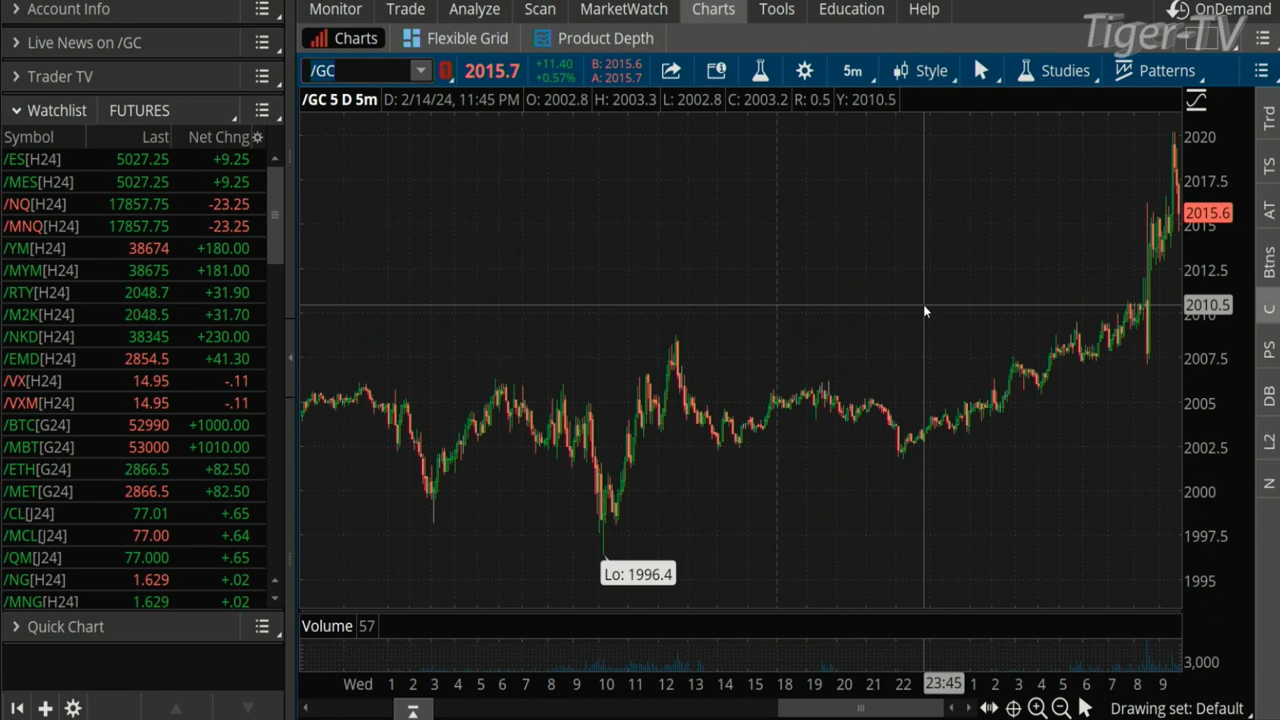 Account Info
Monitor Trade Analyze Scan MarketWatch Charts Tools Education Help OnDemand
Tiger-TV
Live News on /GC
Charts Flexible Grid Product Depth
Trader TV
/GC 2015.7 +11.40 +0.57% B: 2015.6 A: 2015.7 5m Style Studies Patterns
Watchlist FUTURES
/GC 5 D 5m D: 2/14/24, 11:45 PM O: 2002.8 H: 2003.3 L: 2002.8 C: 2003.2 R: 0.5 Y: 2010.5
Symbol Last Net Chng
/ES[H24] 5027.25 +9.25
/MES[H24] 5027.25 +9.25
/NQ[H24] 17857.75 -23.25
/MNQ[H24] 17857.75 -23.25
/YM[H24] 38674 +180.00
/MYM[H24] 38675 +181.00
/RTY[H24] 2048.7 +31.90
/M2K[H24] 2048.5 +31.70
/NKD[H24] 38345 +230.00
/EMD[H24] 2854.5 +41.30
/VX[H24] 14.95 -.11
/VXM[H24] 14.95 -.11
/BTC[G24] 52990 +1000.00
/MBT[G24] 53000 +1010.00
/ETH[G24] 2866.5 +82.50
/MET[G24] 2866.5 +82.50
/CL[J24] 77.01 +.65
/MCL[J24] 77.00 +.64
/QM[J24] 77.000 +.65
/NG[H24] 1.629 +.02
/MNG[H24] 1.629 +.02
Quick Chart
2020
2017.5
2015.6
2015
2012.5
2010.5
2010
2007.5
2005
2002.5
2000
1997.5
1995
Lo: 1996.4
Volume 57
3,000
Wed 1 2 3 4 5 6 7 8 9 10 11 12 13 14 15 18 19 20 21 22 23:45 1 2 3 4 5 6 7 8 9
Drawing set: Default
Trd
TS
AT
Btns
C
PS
DB
L2
N